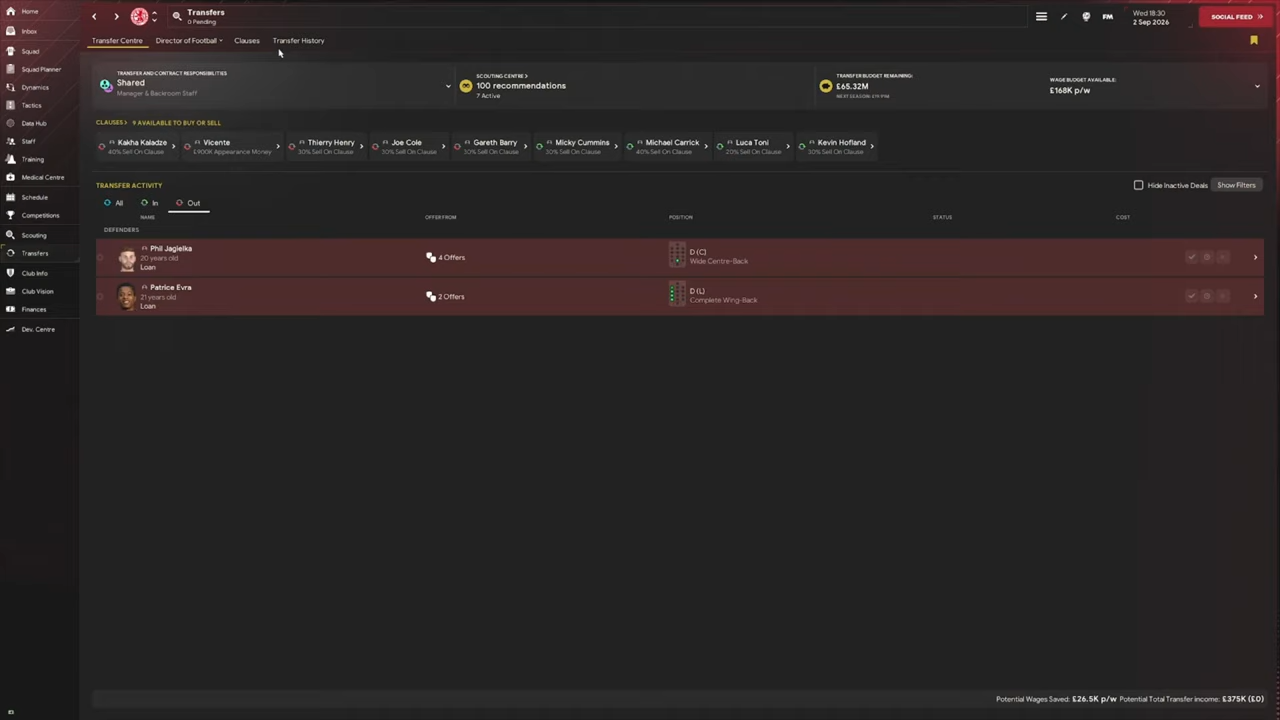 Home
Inbox
Squad
Squad Planner
Dynamics
Tactics
Data Hub
Staff
Training
Medical Centre
Schedule
Competitions
Scouting
Transfers
Club Info
Club Vision
Finances
Dev. Centre
Transfers
0 Pending
FM
Wed 18:30
2 Sep 2026
SOCIAL FEED
Transfer Centre
Director of Football
Clauses
Transfer History
TRANSFER AND CONTRACT RESPONSIBILITIES
Shared
Manager & Backroom Staff
SCOUTING CENTRE >
100 recommendations
7 Active
TRANSFER BUDGET REMAINING:
£65.32M
WAGE BUDGET AVAILABLE:
£168K p/w
CLAUSES > 9 AVAILABLE TO BUY OR SELL
Kakha Kaladze
40% Sell On Clause
Vicente
£900K Appearance Money
Thierry Henry
30% Sell On Clause
Joe Cole
30% Sell On Clause
Gareth Barry
30% Sell On Clause
Micky Cummins
30% Sell On Clause
Michael Carrick
40% Sell On Clause
Luca Toni
20% Sell On Clause
Kevin Hofland
30% Sell On Clause
TRANSFER ACTIVITY
Hide Inactive Deals
Show Filters
All
In
Out
NAME
OFFER FROM
POSITION
STATUS
COST
DEFENDERS
Phil Jagielka
20 years old
Loan
4 Offers
D (C)
Wide Centre-Back
Patrice Evra
21 years old
Loan
2 Offers
D (L)
Complete Wing-Back
Potential Wages Saved: £26.5K p/w Potential Total Transfer income: £375K (£0)